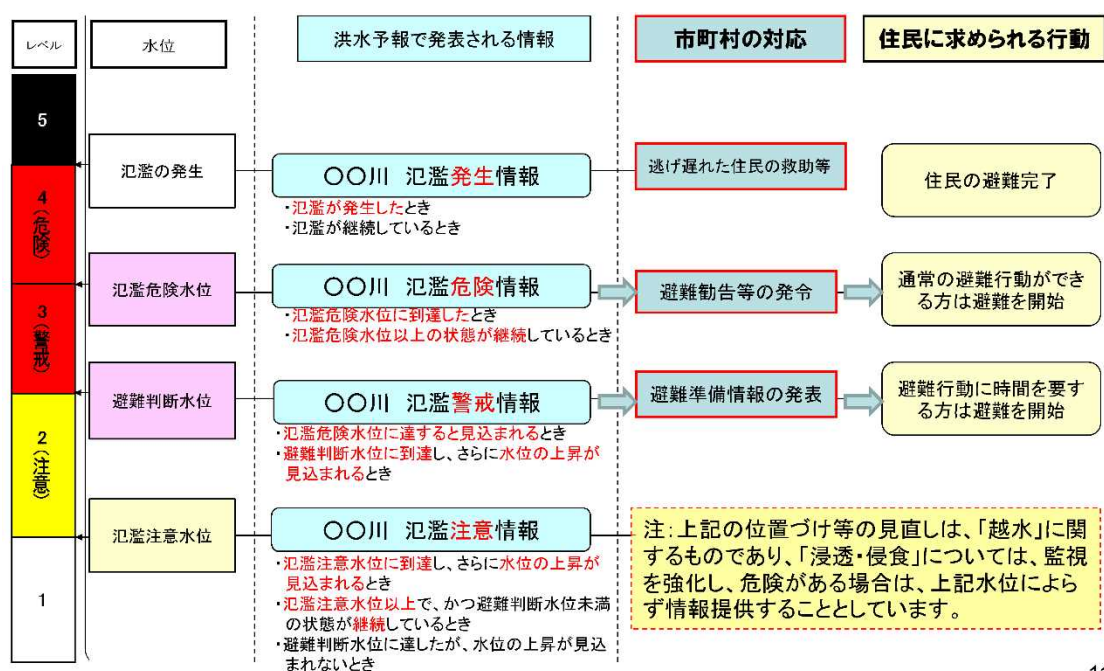 レベル
水位
洪水予報で発表される情報
市町村の対応
住民に求められる行動
5
氾濫の発生
〇〇川 氾濫発生情報
・氾濫が発生したとき
・氾濫が継続しているとき
逃げ遅れた住民の救助等
住民の避難完了
4(危険)
氾濫危険水位
〇〇川 氾濫危険情報
・氾濫危険水位に到達したとき
・氾濫危険水位以上の状態が継続しているとき
避難勧告等の発令
通常の避難行動ができ
る方は避難を開始
3(警戒)
避難判断水位
〇〇川 氾濫警戒情報
・氾濫危険水位に達すると見込まれるとき
・避難判断水位に到達し、さらに水位の上昇が
見込まれるとき
避難準備情報の発表
避難行動に時間を要す
る方は避難を開始
2(注意)
氾濫注意水位
〇〇川 氾濫注意情報
・氾濫注意水位に到達し、さらに水位の上昇が
見込まれるとき
・氾濫注意水位以上で、かつ避難判断水位未満
の状態が継続しているとき
・避難判断水位に達したが、水位の上昇が見込
まれないとき
注:上記の位置づけ等の見直しは、「越水」に関
するものであり、「浸透・侵食」については、監視
を強化し、危険がある場合は、上記水位によら
ず情報提供することとしています。
1